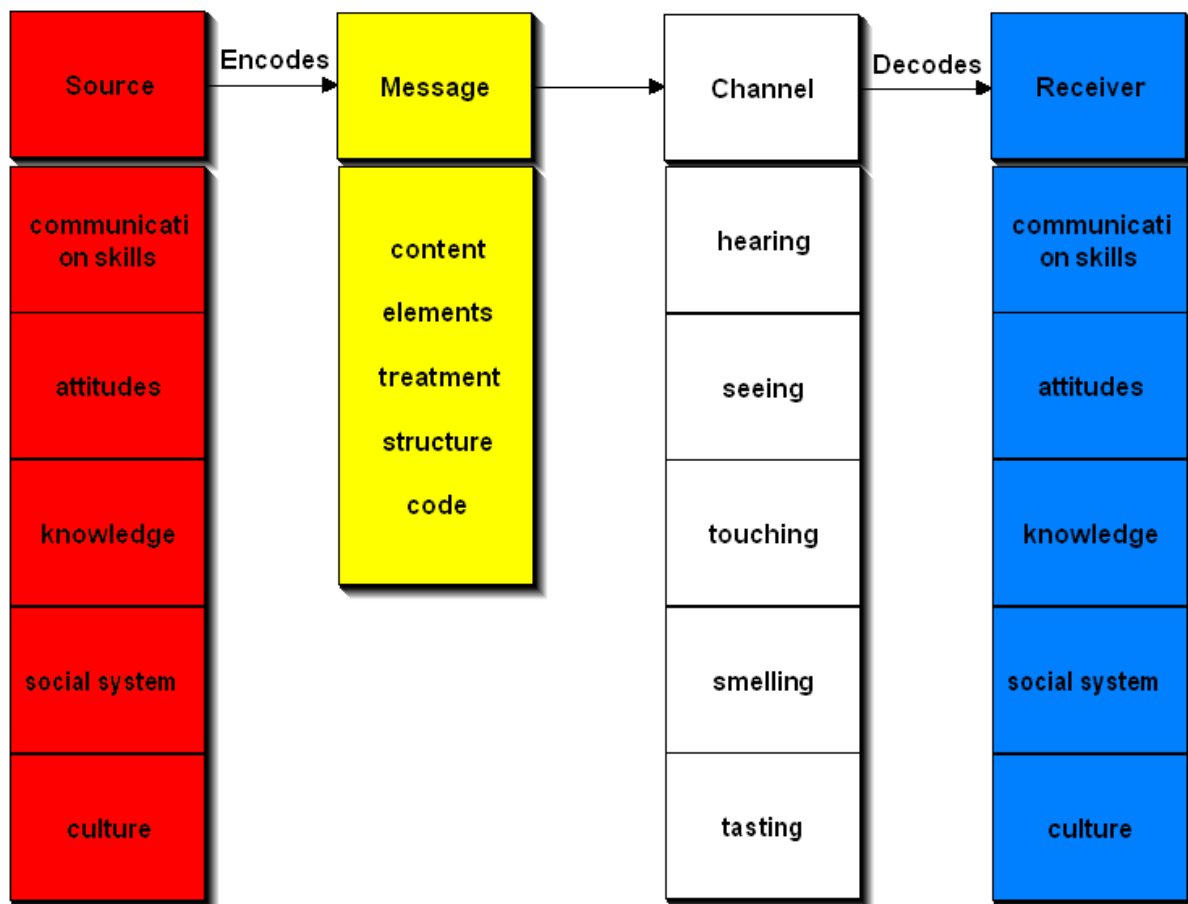 Source
Encodes
Message
Channel
Decodes
Receiver
communicati
on skills
attitudes
knowledge
social system
culture
content
elements
treatment
structure
code
hearing
seeing
touching
smelling
tasting
communicati
on skills
attitudes
knowledge
social system
culture